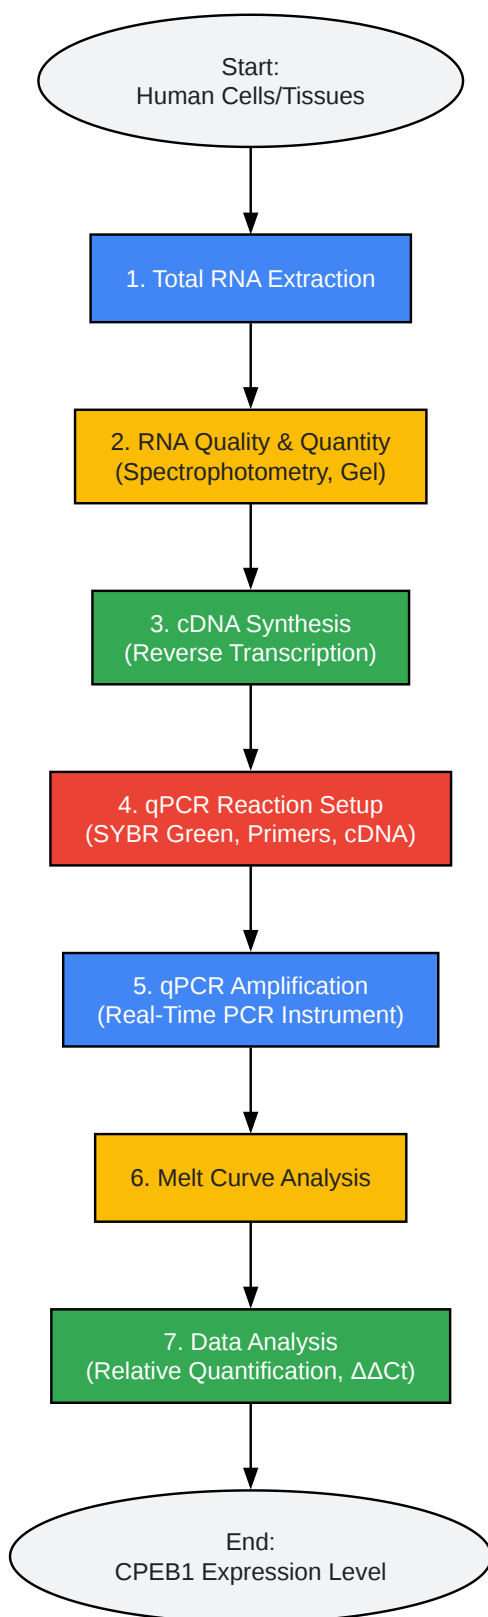 Start:
Human Cells/Tissues
1. Total RNA Extraction
2. RNA Quality & Quantity
(Spectrophotometry, Gel)
3. cDNA Synthesis
(Reverse Transcription)
4. qPCR Reaction Setup
(SYBR Green, Primers, cDNA)
5. qPCR Amplification
(Real-Time PCR Instrument)
6. Melt Curve Analysis
7. Data Analysis
(Relative Quantification, ΔΔCt)
End:
CPEB1 Expression Level